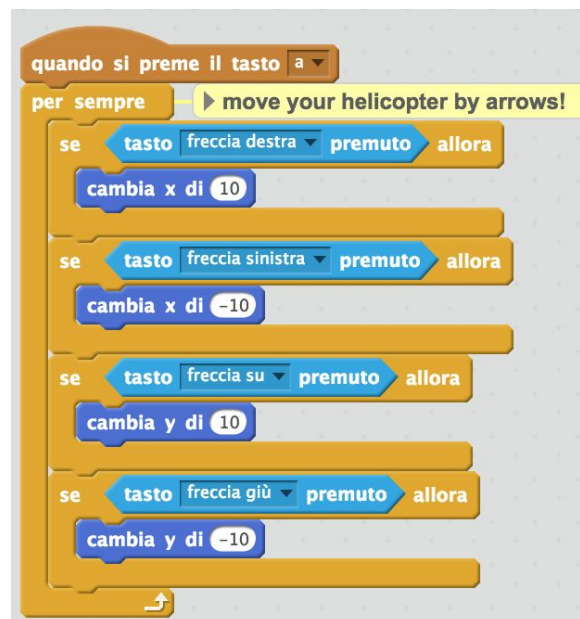 quando si preme il tasto a
per sempre move your helicopter by arrows!
se tasto freccia destra premuto allora
cambia x di 10
se tasto freccia sinistra premuto allora
cambia x di -10
se tasto freccia su premuto allora
cambia y di 10
se tasto freccia giù premuto allora
cambia y di -10